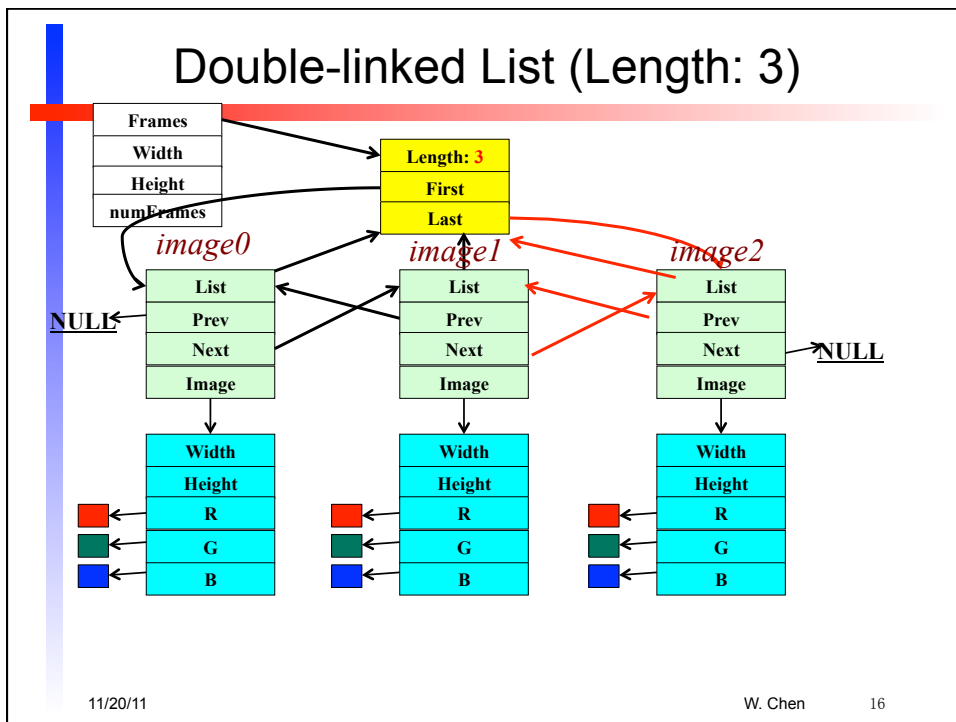 Double-linked List (Length: 3)
Frames
Width
Height
numFrames
Length: 3
First
Last
image0
image1
image2
List
Prev
Next
Image
List
Prev
Next
Image
List
Prev
Next
Image
NULL
NULL
Width
Height
R
G
B
Width
Height
R
G
B
Width
Height
R
G
B
11/20/11
W. Chen
16